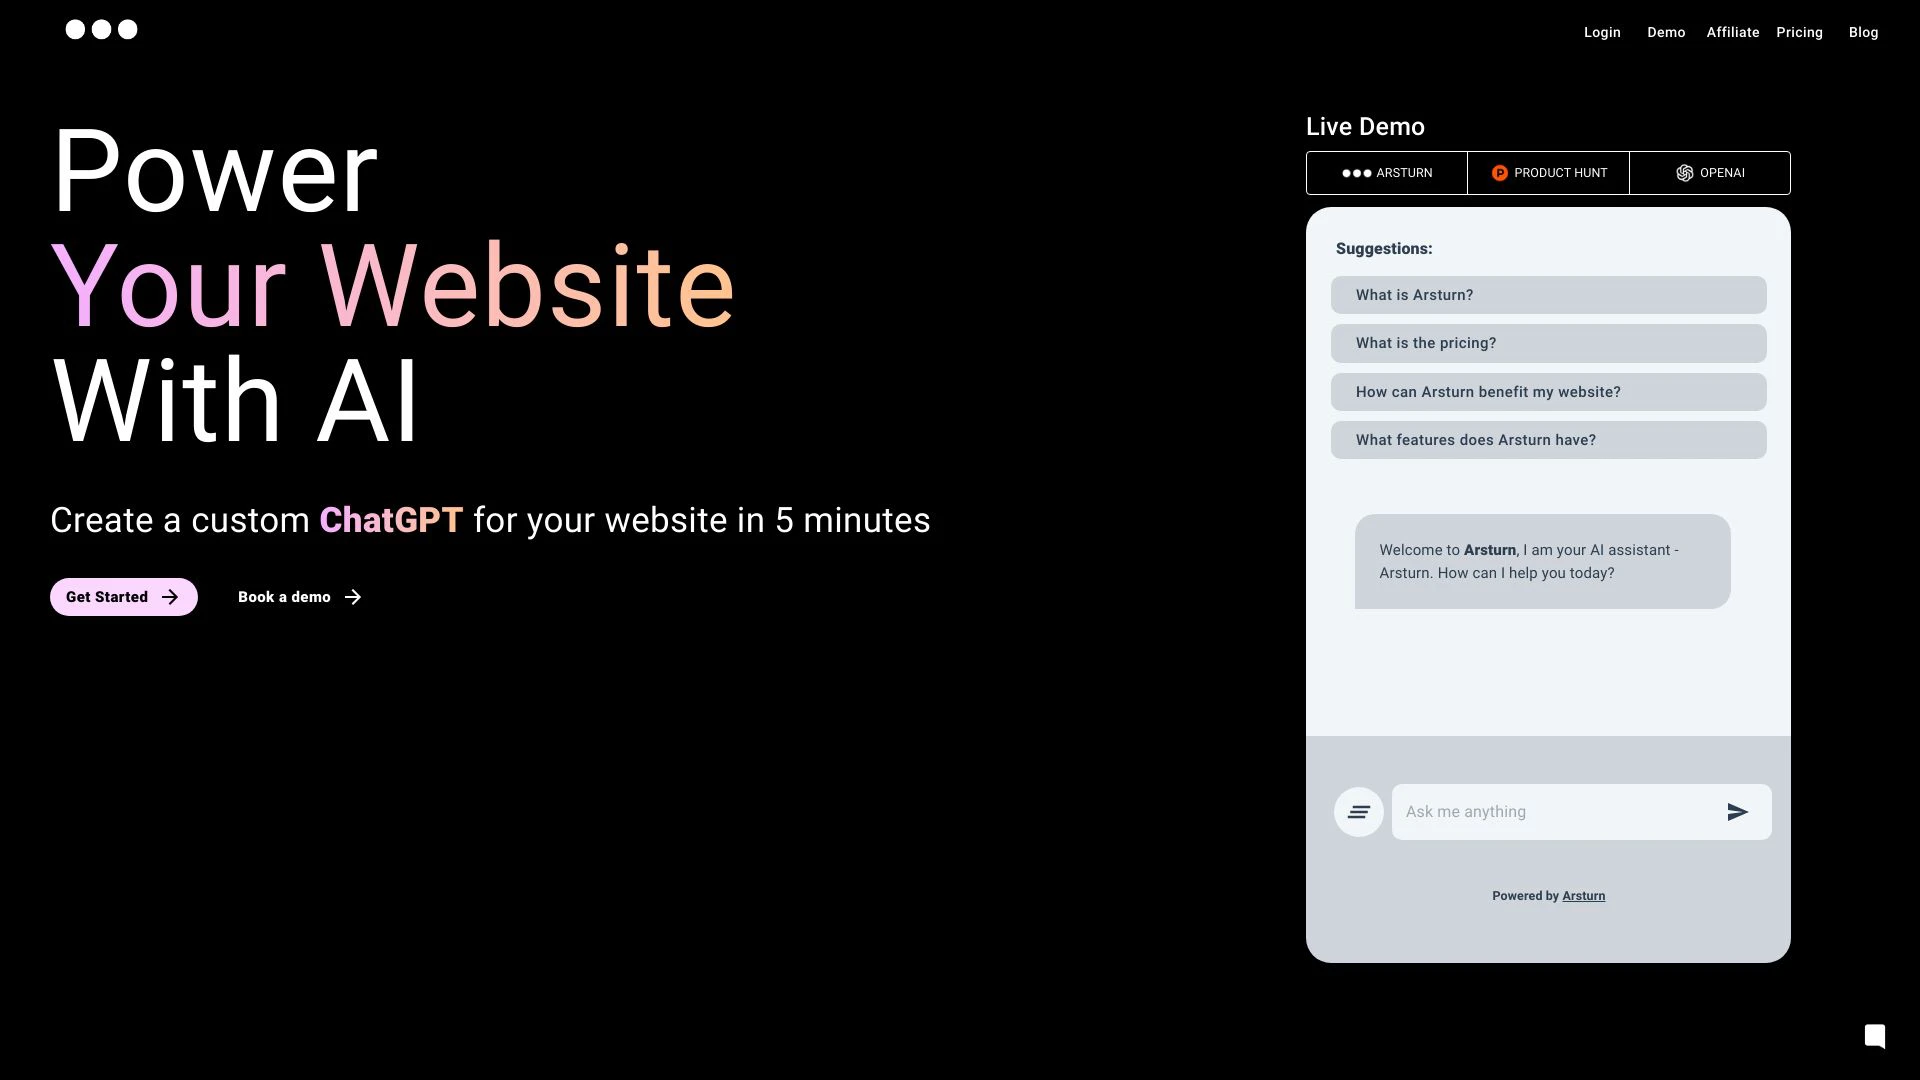 Login Demo Affiliate Pricing Blog
Power
Your Website
With AI
Create a custom ChatGPT for your website in 5 minutes
Get Started
Book a demo
Live Demo
ARSTURN
PRODUCT HUNT
OPENAI
Suggestions:
What is Arsturn?
What is the pricing?
How can Arsturn benefit my website?
What features does Arsturn have?
Welcome to Arsturn, I am your AI assistant -
Arsturn. How can I help you today?
Ask me anything
Powered by Arsturn